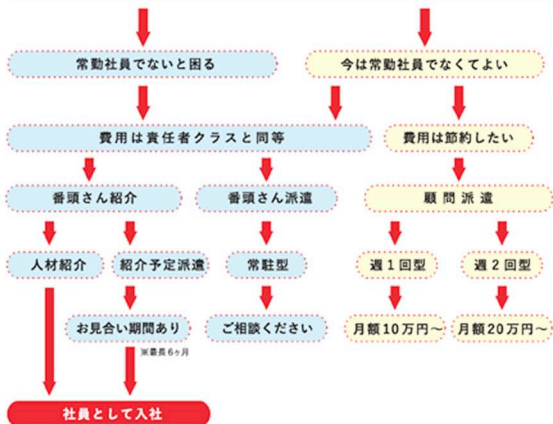 常勤社員でないと困る
今は常勤社員でなくてよい
費用は責任者クラスと同等
費用は節約したい
番頭さん紹介
番頭さん派遣
顧問派遣
人材紹介
紹介予定派遣
常駐型
週1回型
週2回型
お見合い期間あり
ご相談ください
月額10万円～
月額20万円～
※最長6ヶ月
社員として入社